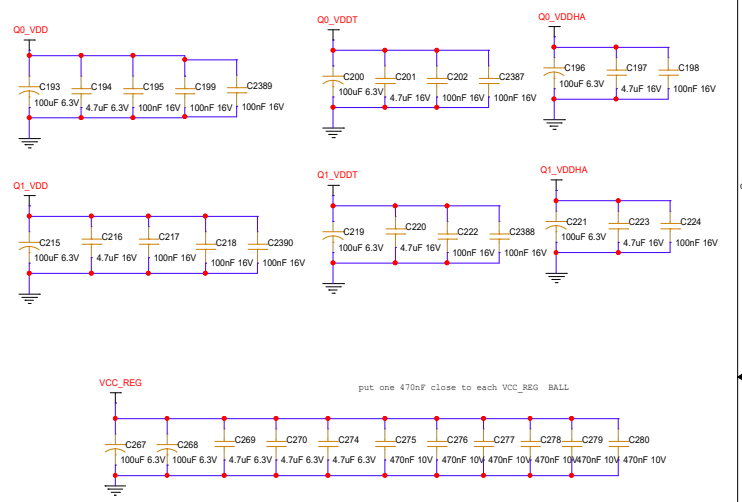 Q0_VDD
C193
100uF 6.3V
C194
4.7uF 6.3V
C195
100nF 16V
C199
100nF 16V
C2389
100nF 16V
Q0_VDDT
C200
100uF 6.3V
C201
4.7uF 16V
C202
100nF 16V
C2387
100nF 16V
Q0_VDDHA
C196
100uF 6.3V
C197
4.7uF 16V
C198
100nF 16V
Q1_VDD
C215
100uF 6.3V
C216
4.7uF 16V
C217
100nF 16V
C218
100nF 16V
C2390
100nF 16V
Q1_VDDT
C219
100uF 6.3V
C220
4.7uF 16V
C222
100nF 16V
C2388
100nF 16V
Q1_VDDHA
C221
100uF 6.3V
C223
4.7uF 16V
C224
100nF 16V
VCC_REG
put one 470nF close to each VCC_REG BALL
C267
100uF 6.3V
C268
100uF 6.3V
C269
4.7uF 6.3V
C270
4.7uF 6.3V
C274
4.7uF 6.3V
C275
470nF 10V
C276
470nF 10V
C277
470nF 10V
C278
470nF 10V
C279
470nF 10V
C280
470nF 10V